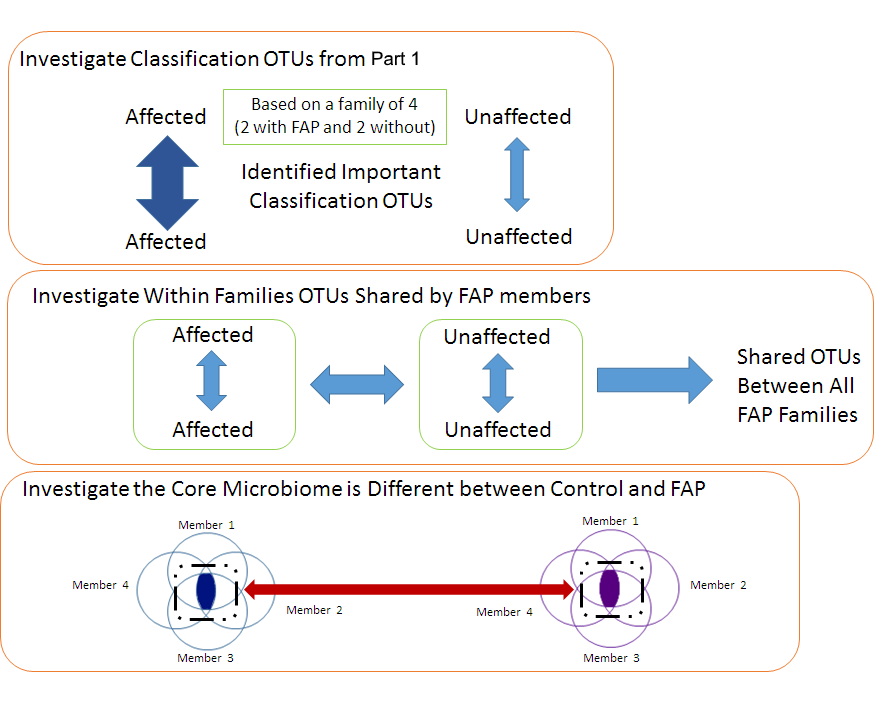 Investigate Classification OTUs from Part 1
Affected
Based on a family of 4
(2 with FAP and 2 without)
Unaffected
Identified Important
Classification OTUs
Affected
Unaffected
Investigate Within Families OTUs Shared by FAP members
Affected
Unaffected
Shared OTUs
Between All
FAP Families
Affected
Unaffected
Investigate the Core Microbiome is Different between Control and FAP
Member 1
Member 4
Member 2
Member 3
Member 1
Member 2
Member 4
Member 3